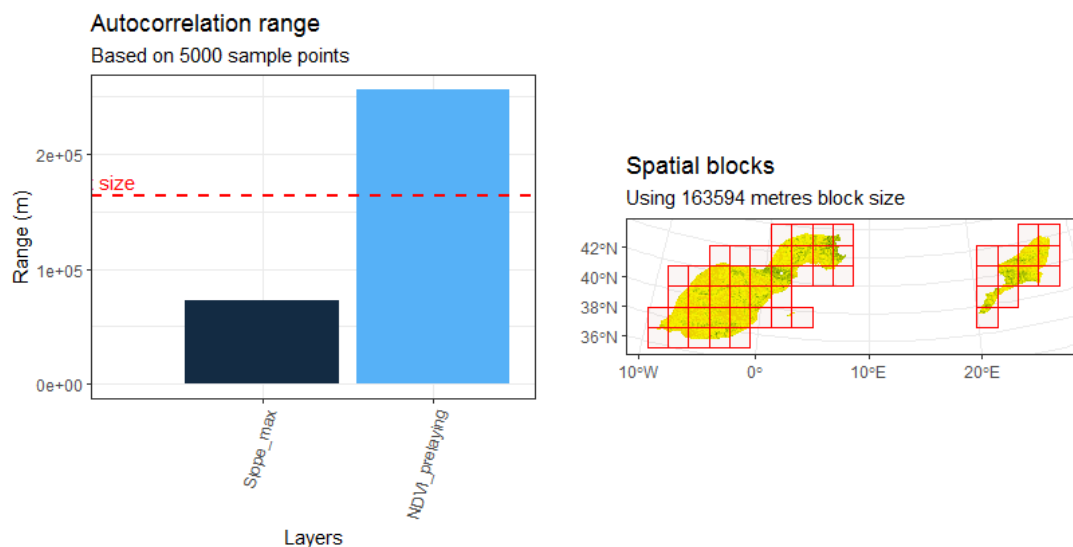 Autocorrelation range
Based on 5000 sample points
Range (m)
2e+05
1e+05
0e+00
size
Slope_max
NDVI_prelaying
Layers
Spatial blocks
Using 163594 metres block size
42°N
40°N
38°N
36°N
10°W
0°
10°E
20°E